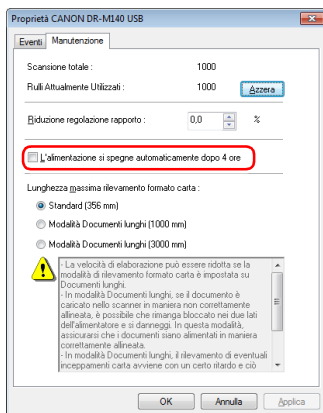 Proprietà CANON DR-M140 USB
Eventi
Manutenzione
Scansione totale :
1000
Rulli Attualmente Utilizzati :
1000
Azzera
Riduzione regolazione rapporto :
0,0
%
L'alimentazione si spegne automaticamente dopo 4 ore
Lunghezza massima rilevamento formato carta :
Standard (356 mm)
Modalità Documenti lunghi (1000 mm)
Modalità Documenti lunghi (3000 mm)
- La velocità di elaborazione può essere ridotta se la
modalità di rilevamento formato carta è impostata su
Documenti lunghi.
- In modalità Documenti lunghi, se il documento è
caricato nello scanner in maniera non correttamente
allineata, è possibile che rimanga bloccato nei due lati
dell'alimentatore e si danneggi. In questa modalità,
assicurarsi che i documenti siano alimentati in maniera
correttamente allineata.
- In modalità Documenti lunghi, il rilevamento di eventuali
inceppamenti carta avviene con un certo ritardo e ciò
OK
Annulla
Applica